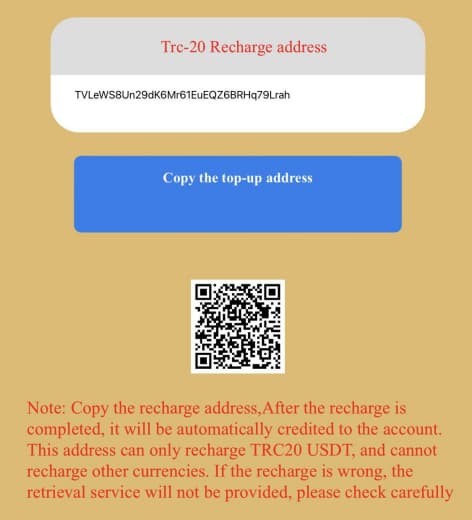 Trc-20 Recharge address
TVLeWS8Un29dK6Mr61EuEQZ6BRHq79Lrah
Copy the top-up address
Note: Copy the recharge address,After the recharge is
completed, it will be automatically credited to the account.
This address can only recharge TRC20 USDT, and cannot
recharge other currencies. If the recharge is wrong, the
retrieval service will not be provided, please check carefully